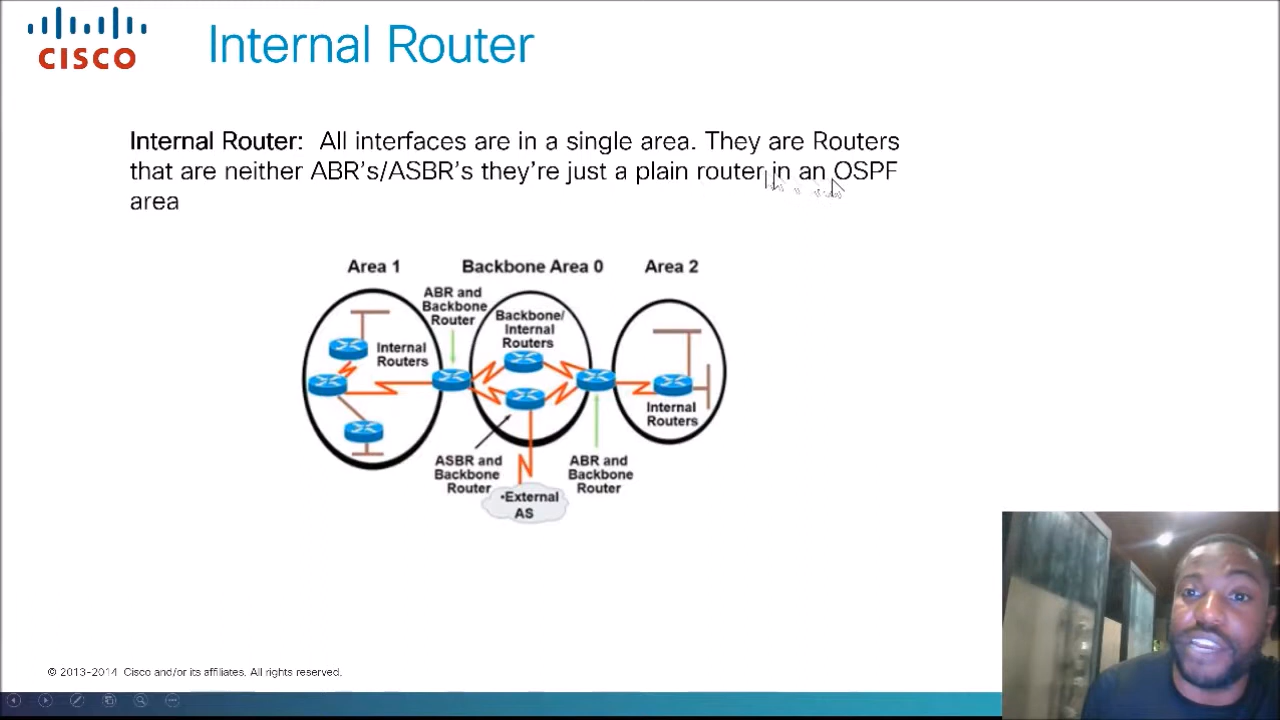 CISCO
Internal Router
Internal Router: All interfaces are in a single area. They are Routers
that are neither ABR's/ASBR's they're just a plain router in an OSPF
area
Area 1
Backbone Area 0
Area 2
ABR and
Backbone
Router
Backbone/
Internal
Routers
Internal
Routers
Internal
Routers
ASBR and
Backbone
Router
ABR and
Backbone
Router
•External
AS
© 2013-2014 Cisco and/or its affiliates. All rights reserved.